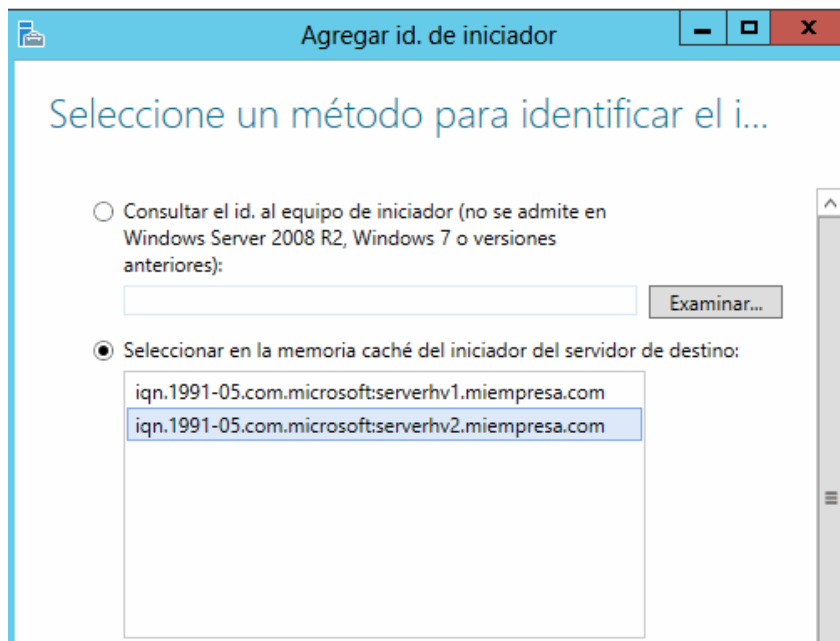 Agregar id. de iniciador
Seleccione un método para identificar el i...
Consultar el id. al equipo de iniciador (no se admite en
Windows Server 2008 R2, Windows 7 o versiones
anteriores):
Examinar...
Seleccionar en la memoria caché del iniciador del servidor de destino:
iqn.1991-05.com.microsoft:serverhv1.miempresa.com
iqn.1991-05.com.microsoft:serverhv2.miempresa.com